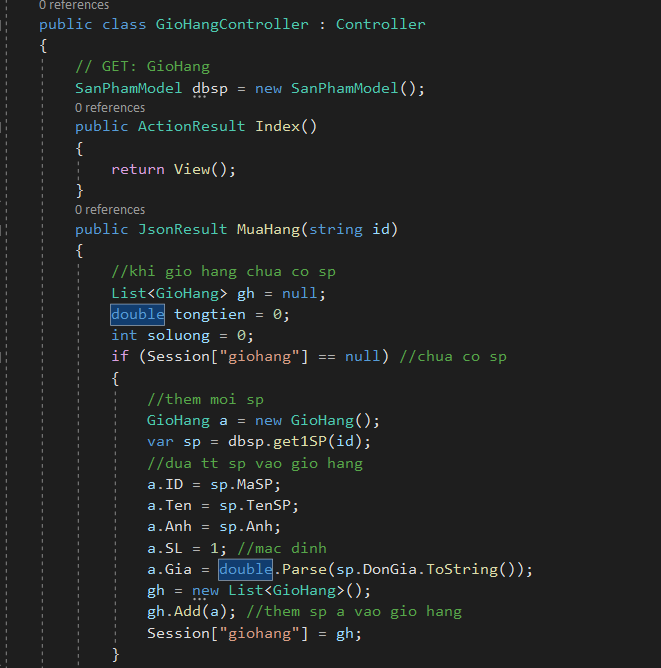 0 references
public class GioHangController : Controller
{
// GET: GioHang
SanPhamModel dbsp = new SanPhamModel();
0 references
public ActionResult Index()
{
return View();
}
0 references
public JsonResult MuaHang(string id)
{
//khi gio hang chua co sp
List<GioHang> gh = null;
double tongtien = 0;
int soluong = 0;
if (Session["giohang"] == null) //chua co sp
{
//them moi sp
GioHang a = new GioHang();
var sp = dbsp.get1SP(id);
//dua tt sp vao gio hang
a.ID = sp.MaSP;
a.Ten = sp.TenSP;
a.Anh = sp.Anh;
a.SL = 1; //mac dinh
a.Gia = double.Parse(sp.DonGia.ToString());
gh = new List<GioHang>();
gh.Add(a); //them sp a vao gio hang
Session["giohang"] = gh;
}